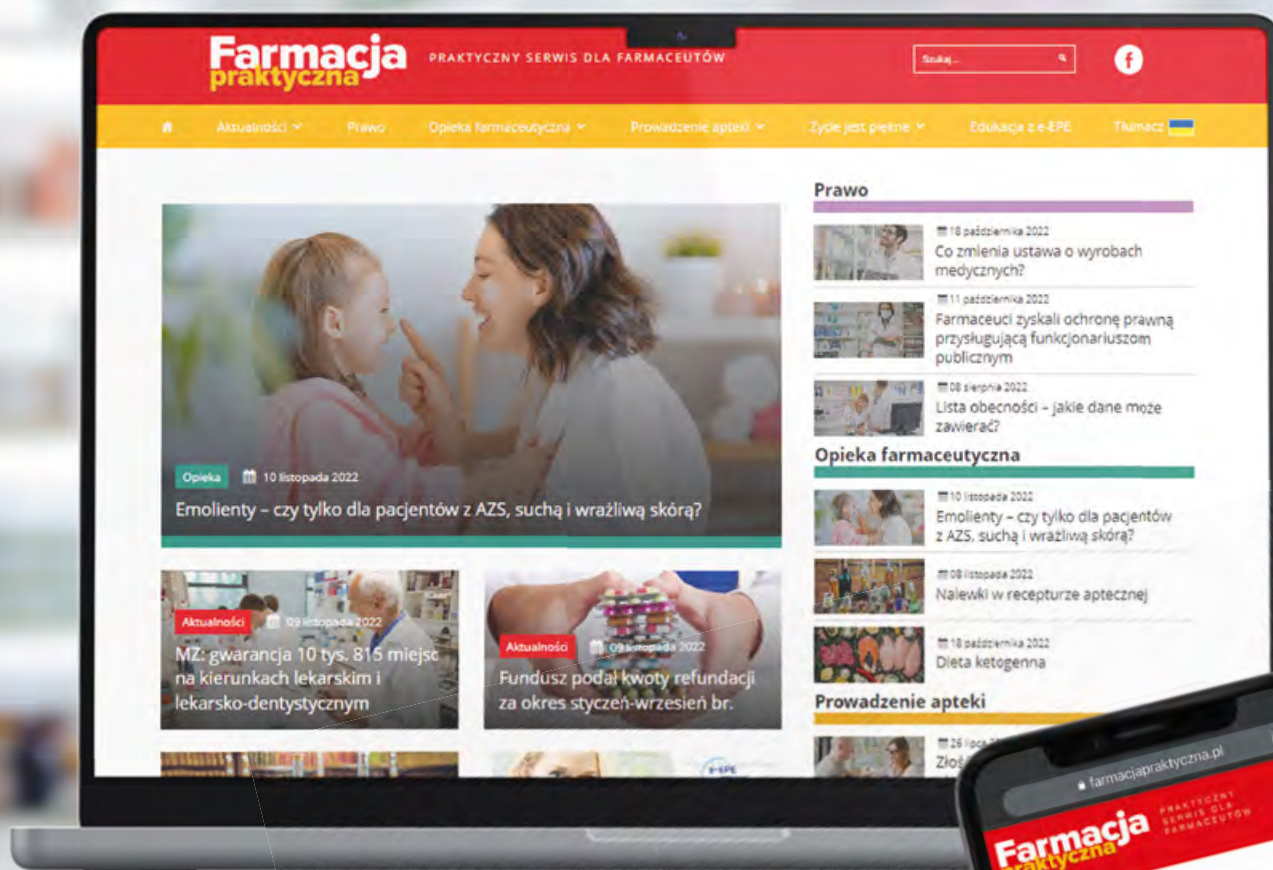 Farmacja
praktyczna
PRAKTYCZNY SERWIS DLA FARMACEUTÓW
Szukaj...
Aktualności
Prawo
Opieka farmaceutyczna
Prowadzenie apteki
Życie jest piękne
Edukacja z e-EPE
Tłumacz
Opieka
10 listopada 2022
Emolienty – czy tylko dla pacjentów z AZS, suchą i wrażliwą skórą?
Aktualności
09 listopada 2022
MZ: gwarancja 10 tys. 815 miejsc
na kierunkach lekarskim i
lekarsko-dentystycznym
Aktualności
09 listopada 2022
Fundusz podał kwoty refundacji
za okres styczeń-wrzesień br.
e-EPE
Prawo
18 października 2022
Co zmienia ustawa o wyrobach
medycznych?
11 października 2022
Farmaceuci zyskali ochronę prawną
przysługującą funkcjonariuszom
publicznym
08 sierpnia 2022
Lista obecności – jakie dane może
zawierać?
Opieka farmaceutyczna
10 listopada 2022
Emolienty – czy tylko dla pacjentów
z AZS, suchą i wrażliwą skórą?
08 listopada 2022
Nalewki w recepturze aptecznej
18 października 2022
Dieta ketogenna
Prowadzenie apteki
26 lipca
farmacjapraktyczna.pl
Farmacja
praktyczna
PRAKTYCZNY
SERWIS DLA
FARMACEUTÓW